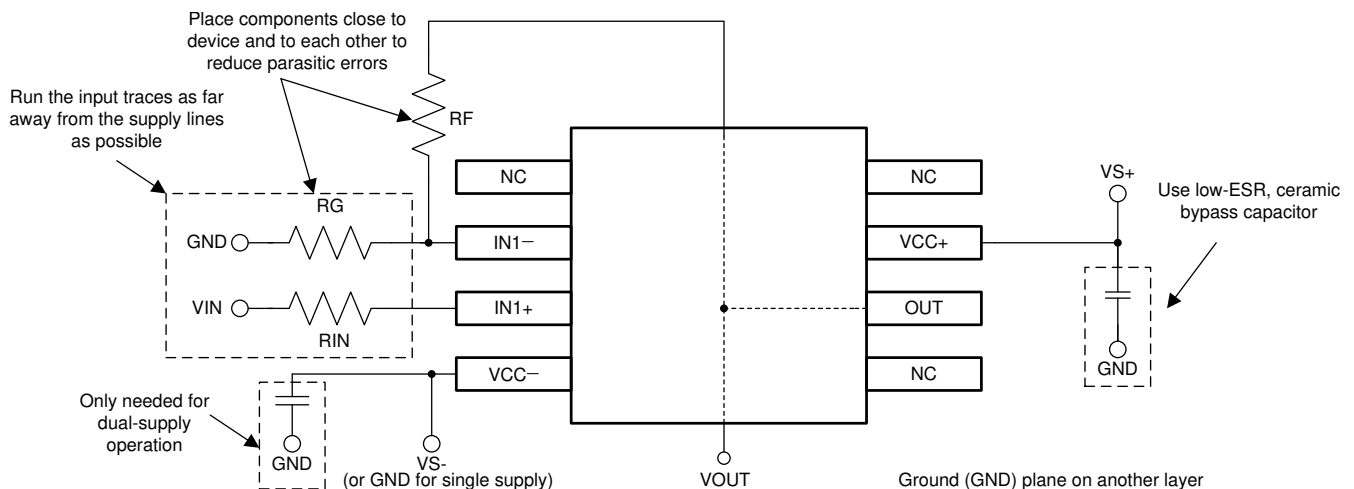 Place components close to
device and to each other to
reduce parasitic errors
Run the input traces as far
away from the supply lines
as possible
RF
NC
NC
VS+
Use low-ESR, ceramic
bypass capacitor
RG
GND
IN1−
VCC+
VIN
IN1+
OUT
RIN
GND
VCC−
NC
Only needed for
dual-supply
operation
GND
VS-
(or GND for single supply)
VOUT
Ground (GND) plane on another layer